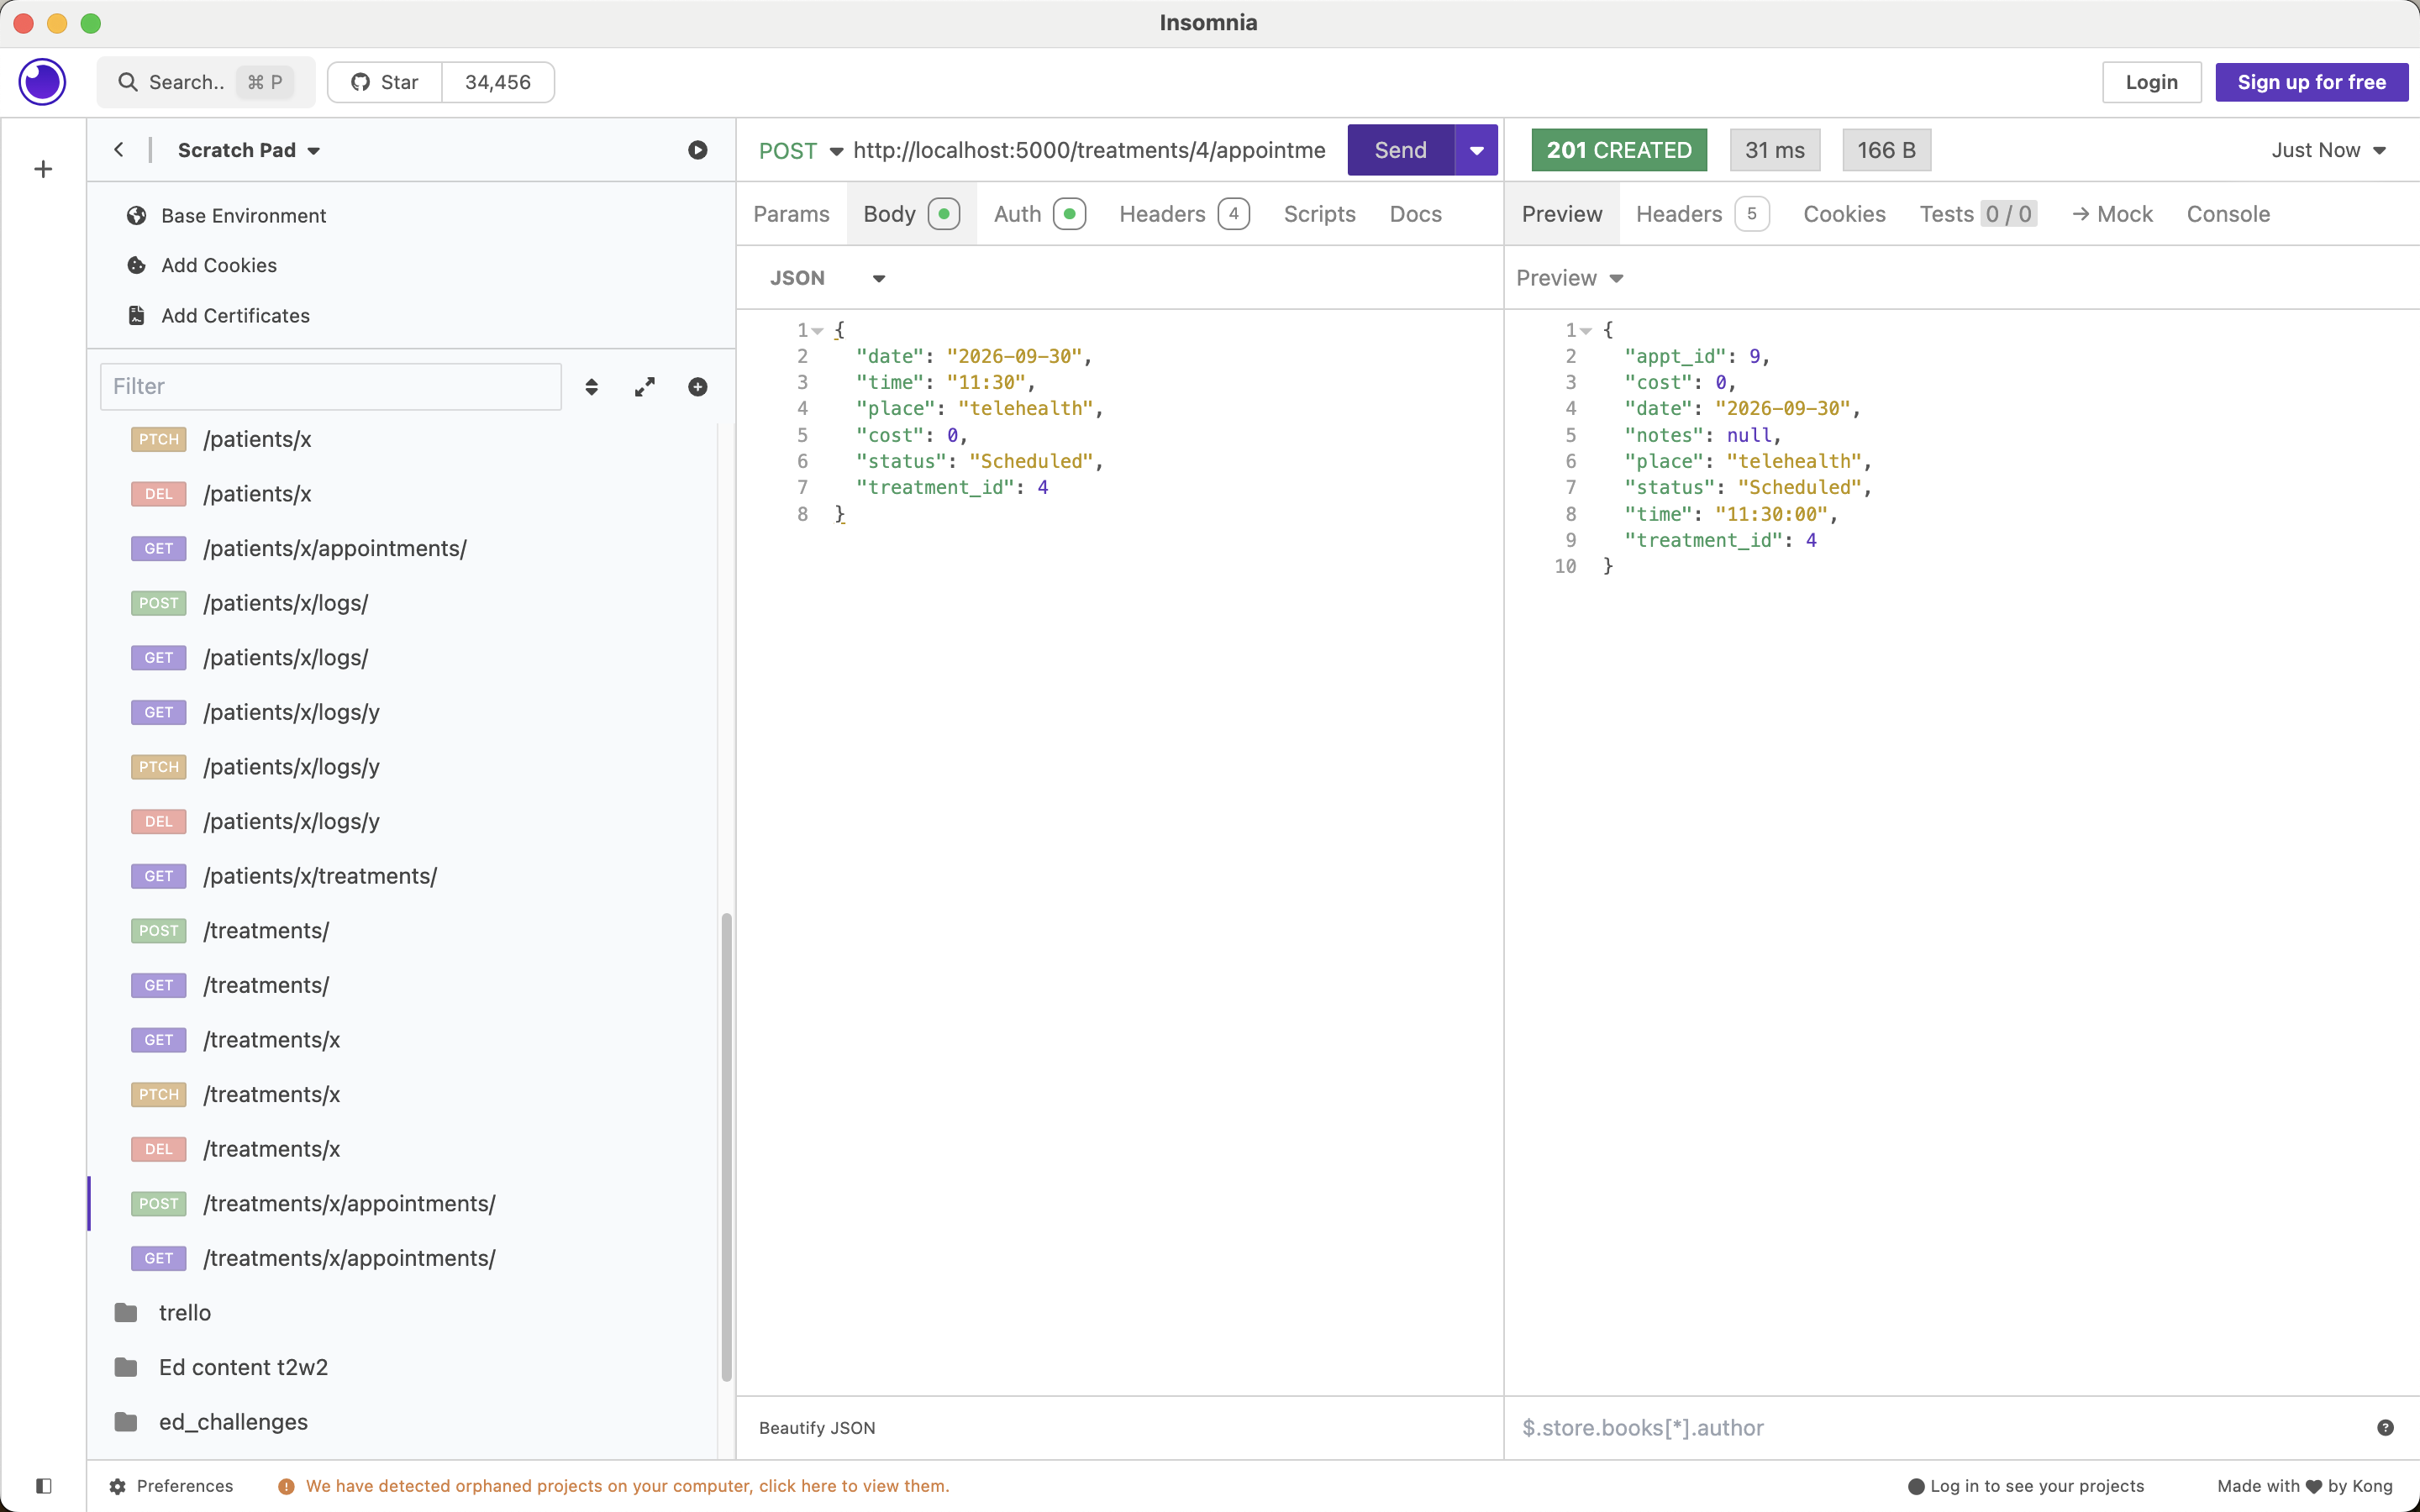 Insomnia
Search.. ⌘ P
Star 34,456
Login
Sign up for free
Scratch Pad
Base Environment
Add Cookies
Add Certificates
Filter
PTCH /patients/x
DEL /patients/x
GET /patients/x/appointments/
POST /patients/x/logs/
GET /patients/x/logs/
GET /patients/x/logs/y
PTCH /patients/x/logs/y
DEL /patients/x/logs/y
GET /patients/x/treatments/
POST /treatments/
GET /treatments/
GET /treatments/x
PTCH /treatments/x
DEL /treatments/x
POST /treatments/x/appointments/
GET /treatments/x/appointments/
trello
Ed content t2w2
ed_challenges
POST http://localhost:5000/treatments/4/appointme Send
Params Body Auth Headers 4 Scripts Docs
JSON
1 {
2 "date": "2026-09-30",
3 "time": "11:30",
4 "place": "telehealth",
5 "cost": 0,
6 "status": "Scheduled",
7 "treatment_id": 4
8 }
Beautify JSON
201 CREATED 31 ms 166 B Just Now
Preview Headers 5 Cookies Tests 0 / 0 → Mock Console
Preview
1 {
2 "appt_id": 9,
3 "cost": 0,
4 "date": "2026-09-30",
5 "notes": null,
6 "place": "telehealth",
7 "status": "Scheduled",
8 "time": "11:30:00",
9 "treatment_id": 4
10 }
$.store.books[*].author
Preferences
We have detected orphaned projects on your computer, click here to view them.
Log in to see your projects
Made with ♥ by Kong